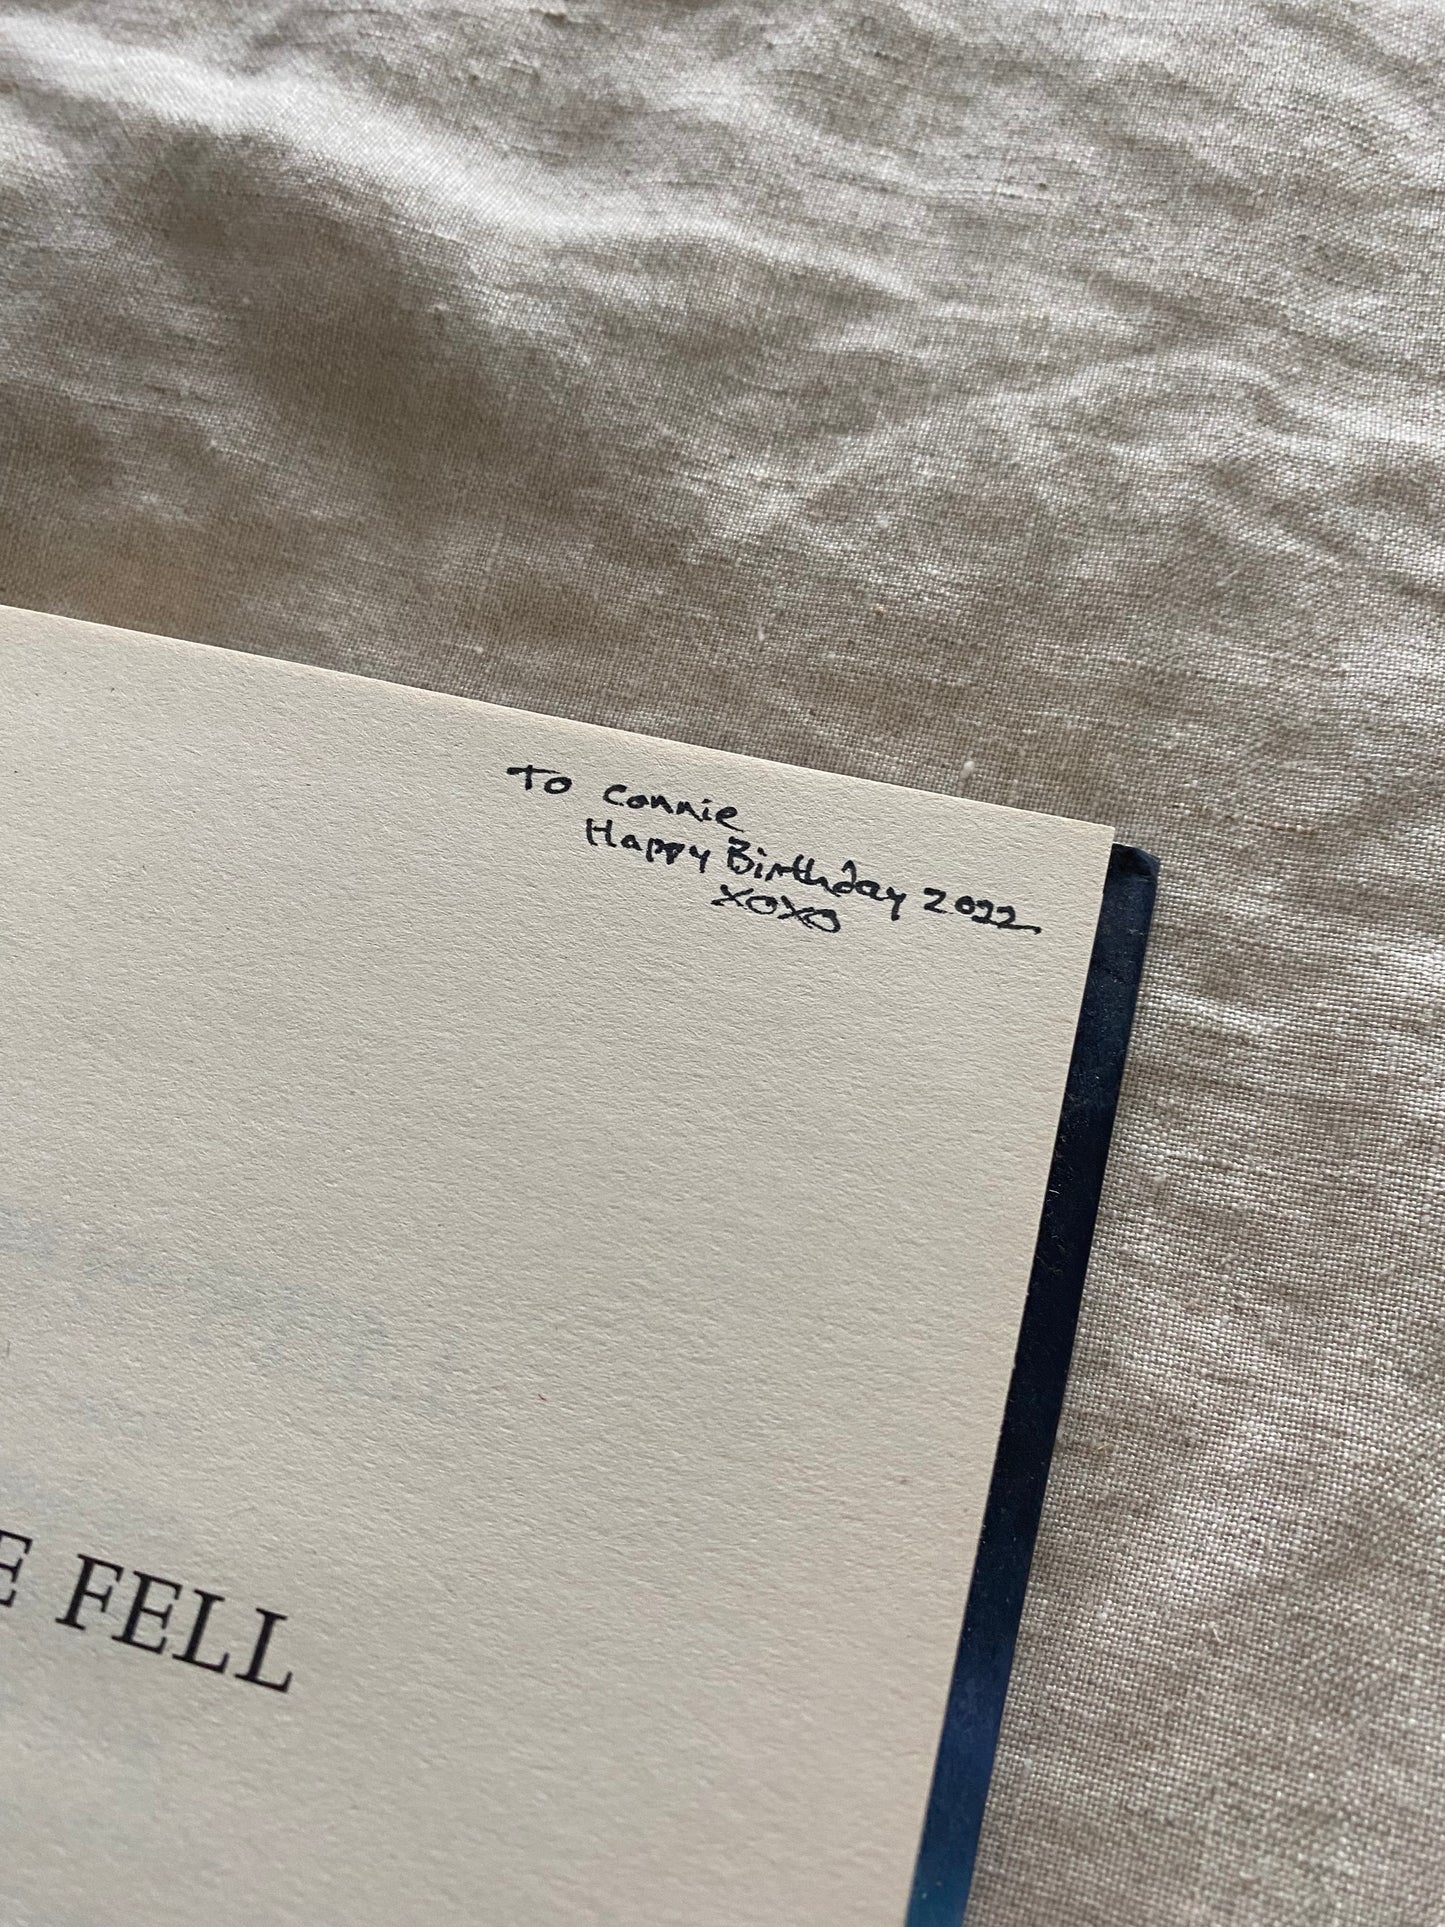 To Connie
Happy Birthday 2022
xoxo
E FELL